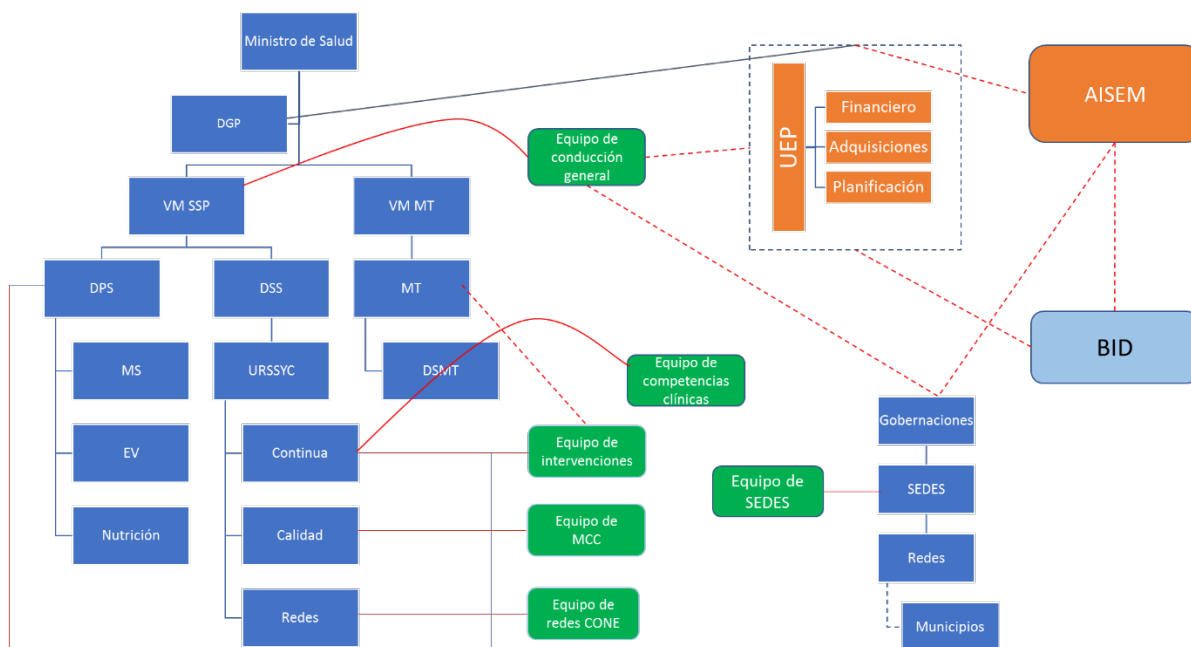 Ministro de Salud
DGP
VM SSP
VM MT
DPS
DSS
MT
MS
URSSYC
DSMT
EV
Continua
Nutrición
Calidad
Redes
Equipo de
conducción
general
Equipo de
competencias
clínicas
Equipo de
intervenciones
Equipo de
MCC
Equipo de
redes CONE
UEP
Financiero
Adquisiciones
Planificación
AISEM
BID
Gobernaciones
Equipo de
SEDES
SEDES
Redes
Municipios